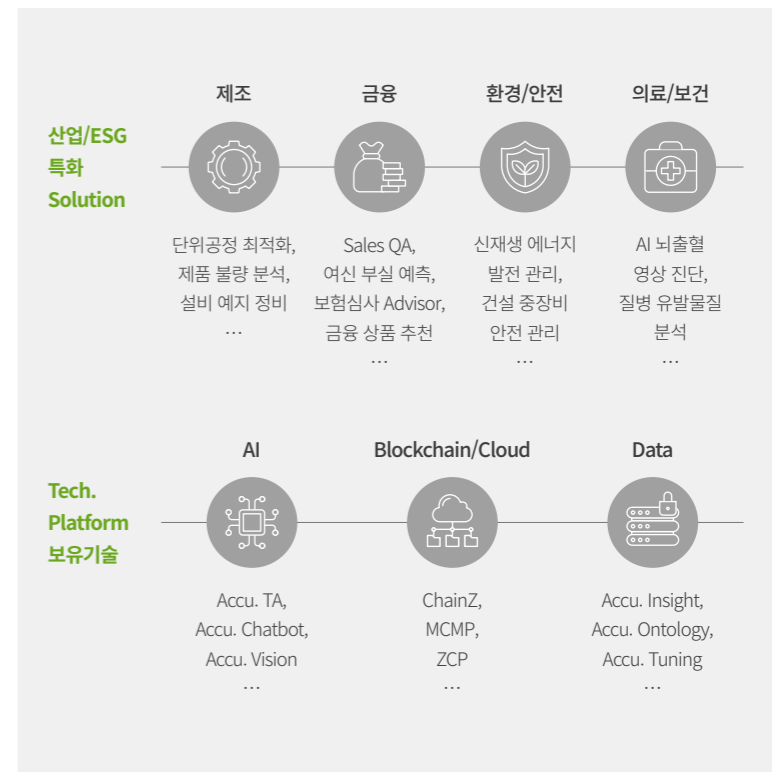 제조
금융
환경/안전
의료/보건
산업/ESG
특화
Solution
단위공정 최적화,
제품 불량 분석,
설비 예지 정비
…
Sales QA,
여신 부실 예측,
보험심사 Advisor,
금융 상품 추천
…
신재생 에너지
발전 관리,
건설 중장비
안전 관리
…
AI 뇌출혈
영상 진단,
질병 유발물질
분석
…
AI
Blockchain/Cloud
Data
Tech.
Platform
보유기술
Accu. TA,
Accu. Chatbot,
Accu. Vision
…
ChainZ,
MCMP,
ZCP
…
Accu. Insight,
Accu. Ontology,
Accu. Tuning
…